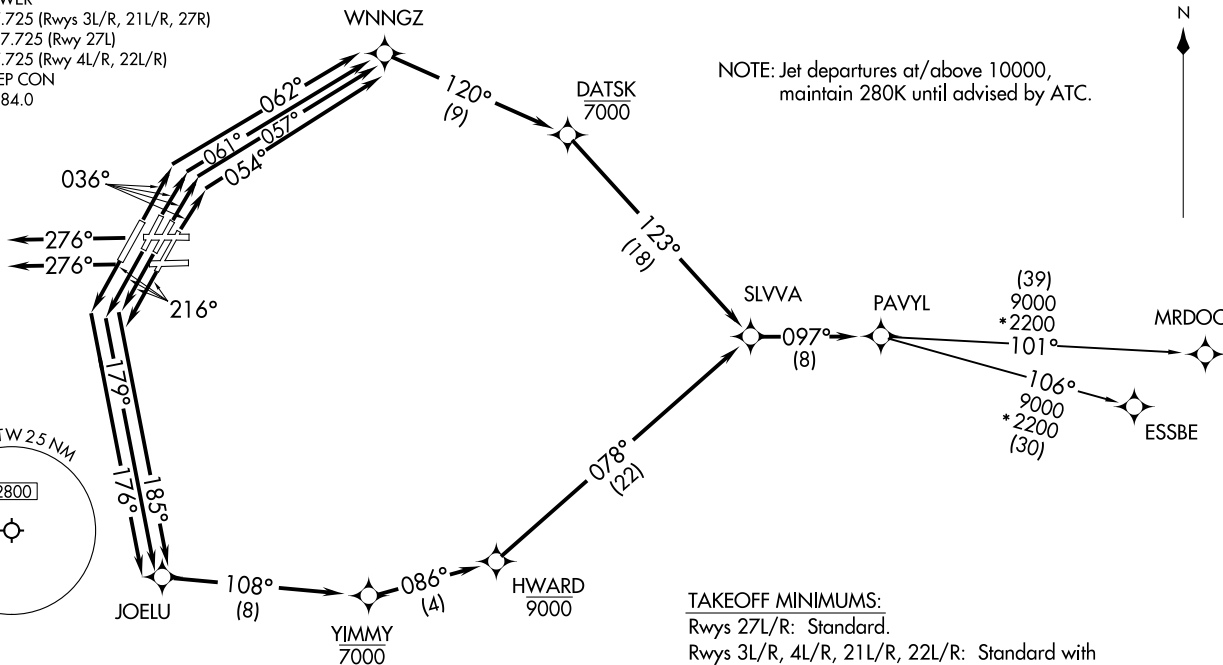 .725 (Rwys 3L/R, 21L/R, 27R)
7.725 (Rwy 27L)
.725 (Rwy 4L/R, 22L/R)
EP CON
84.0
WNNGZ
N
NOTE: Jet departures at/above 10000,
maintain 280K until advised by ATC.
120°
(9)
DATSK
7000
062°
061°
057°
054°
036°
276°
276°
216°
123°
(18)
SLVVA
097°
(8)
PAVYL
(39)
9000
*2200
101°
MRDOC
106°
9000
*2200
(30)
ESSBE
179°
176°
185°
TW 25 NM
2800
078°
(22)
JOELU
108°
(8)
YIMMY
7000
086°
(4)
HWARD
9000
TAKEOFF MINIMUMS:
Rwys 27L/R: Standard.
Rwys 3L/R, 4L/R, 21L/R, 22L/R: Standard with